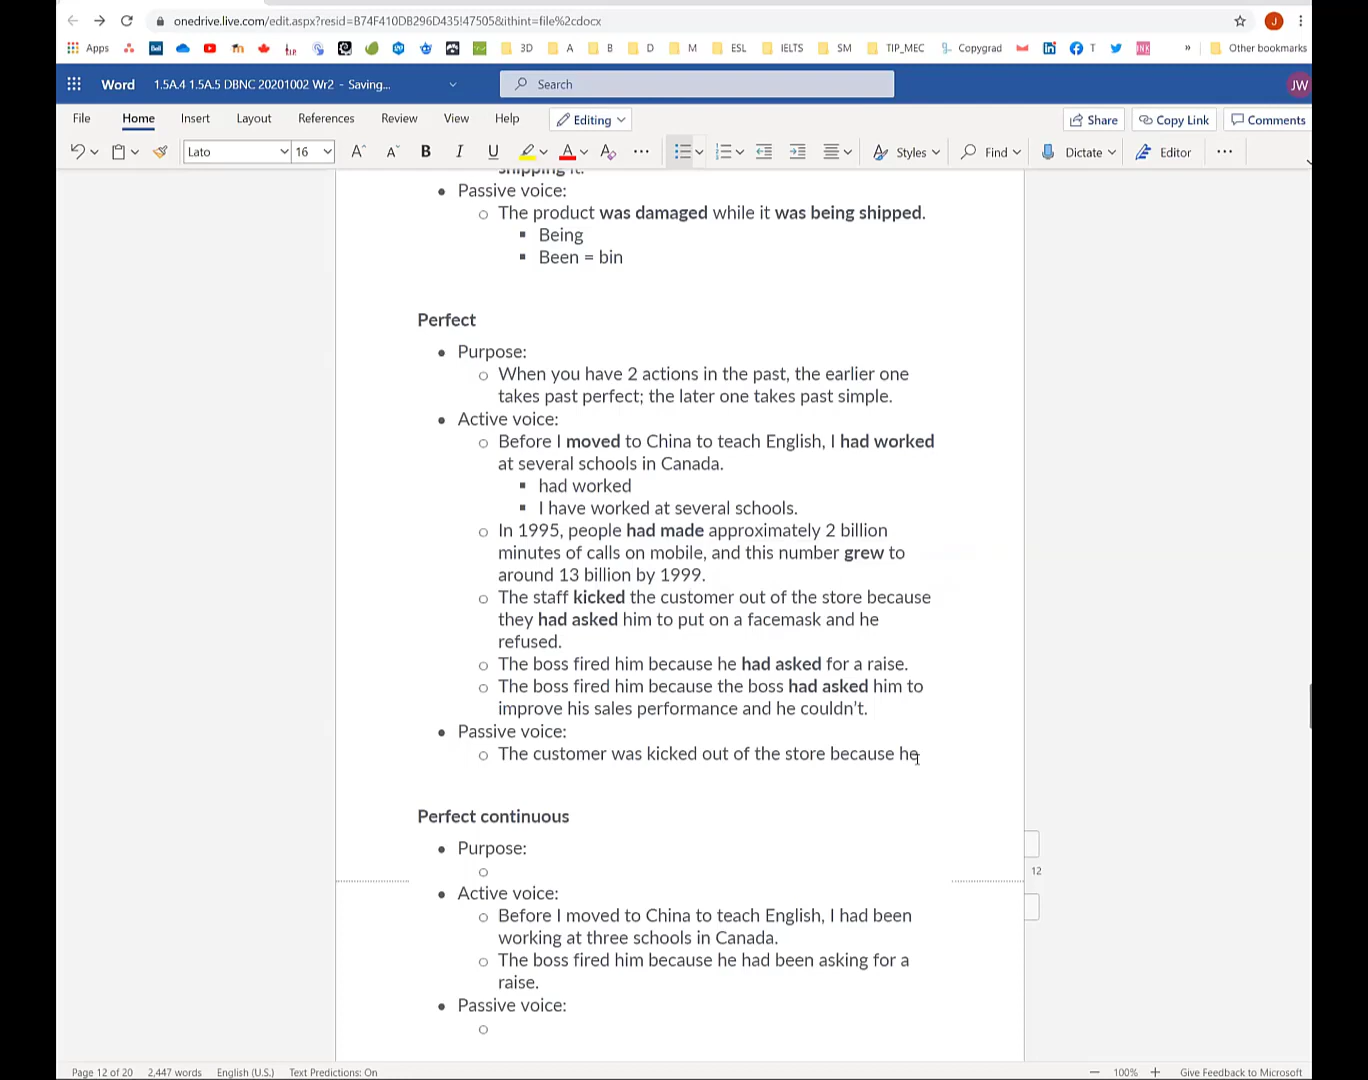 onedrive.live.com/edit.aspx?resid=B74F410DB296D435!47505&ithint=file%2cdocx
J
Apps 3D A B D M ESL IELTS SM TIP_MEC Copygrad T » Other bookmarks
Word 1.5A.4 1.5A.5 DBNC 20201002 Wr2 - Saving... Search JW
File Home Insert Layout References Review View Help Editing Share Copy Link Comments
Lato 16 A A B I U A Styles Find Dictate Editor
shipping it.
Passive voice:
The product was damaged while it was being shipped.
Being
Been = bin
Perfect
Purpose:
When you have 2 actions in the past, the earlier one
takes past perfect; the later one takes past simple.
Active voice:
Before I moved to China to teach English, I had worked
at several schools in Canada.
had worked
I have worked at several schools.
In 1995, people had made approximately 2 billion
minutes of calls on mobile, and this number grew to
around 13 billion by 1999.
The staff kicked the customer out of the store because
they had asked him to put on a facemask and he
refused.
The boss fired him because he had asked for a raise.
The boss fired him because the boss had asked him to
improve his sales performance and he couldn't.
Passive voice:
The customer was kicked out of the store because he
Perfect continuous
Purpose:
12
Active voice:
Before I moved to China to teach English, I had been
working at three schools in Canada.
The boss fired him because he had been asking for a
raise.
Passive voice:
Page 12 of 20 2,447 words English (U.S.) Text Predictions: On 100% Give Feedback to Microsoft